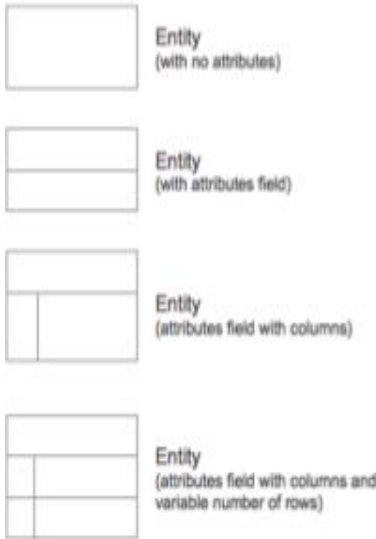 Entity
(with no attributes)
Entity
(with attributes field)
Entity
(attributes field with columns)
Entity
(attributes field with columns and
variable number of rows)